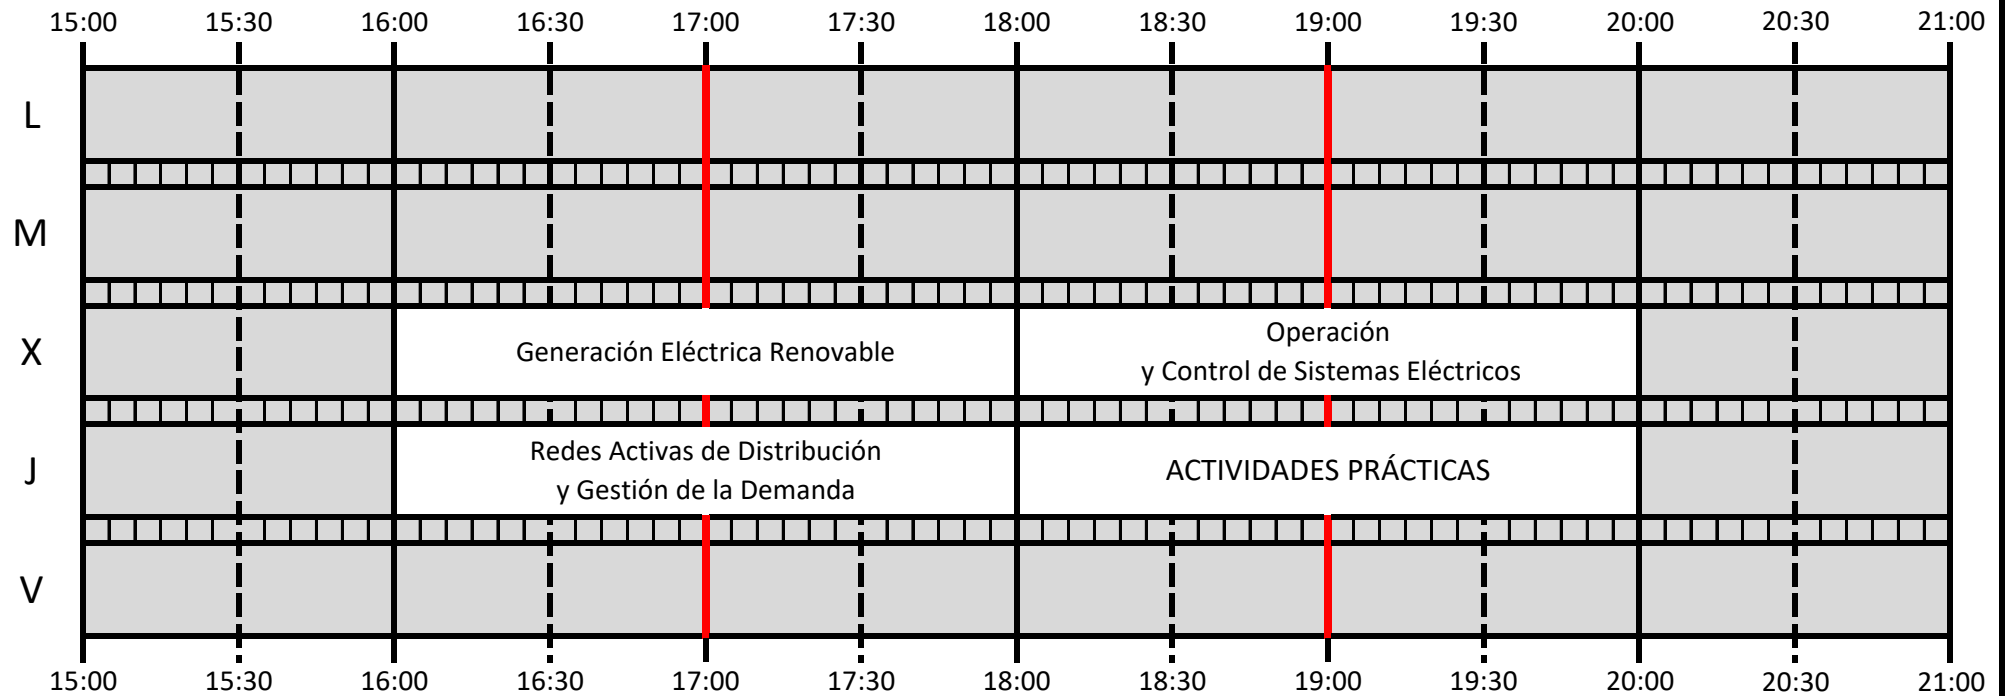 15:00 15:30 16:00 16:30 17:00 17:30 18:00 18:30 19:00 19:30 20:00 20:30 21:00
L
M
X
Generación Eléctrica Renovable
Operación
y Control de Sistemas Eléctricos
J
Redes Activas de Distribución
y Gestión de la Demanda
ACTIVIDADES PRÁCTICAS
V
15:00 15:30 16:00 16:30 17:00 17:30 18:00 18:30 19:00 19:30 20:00 20:30 21:00